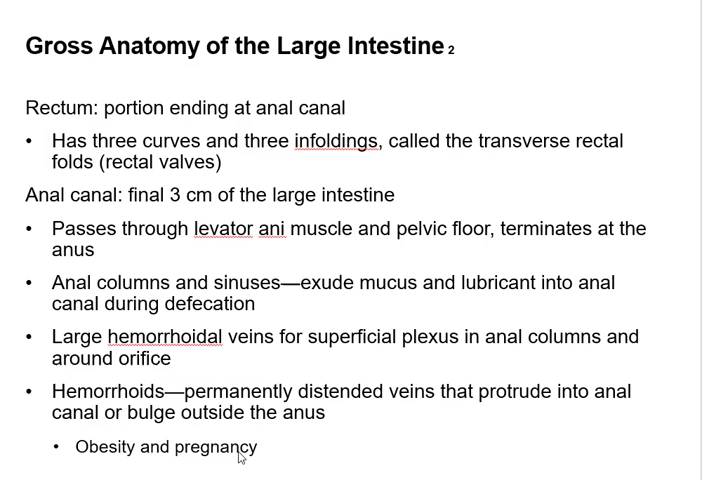 Gross Anatomy of the Large Intestine 2
Rectum: portion ending at anal canal
• Has three curves and three infoldings, called the transverse rectal
folds (rectal valves)
Anal canal: final 3 cm of the large intestine
• Passes through levator ani muscle and pelvic floor, terminates at the
anus
• Anal columns and sinuses—exude mucus and lubricant into anal
canal during defecation
• Large hemorrhoidal veins for superficial plexus in anal columns and
around orifice
• Hemorrhoids—permanently distended veins that protrude into anal
canal or bulge outside the anus
• Obesity and pregnancy